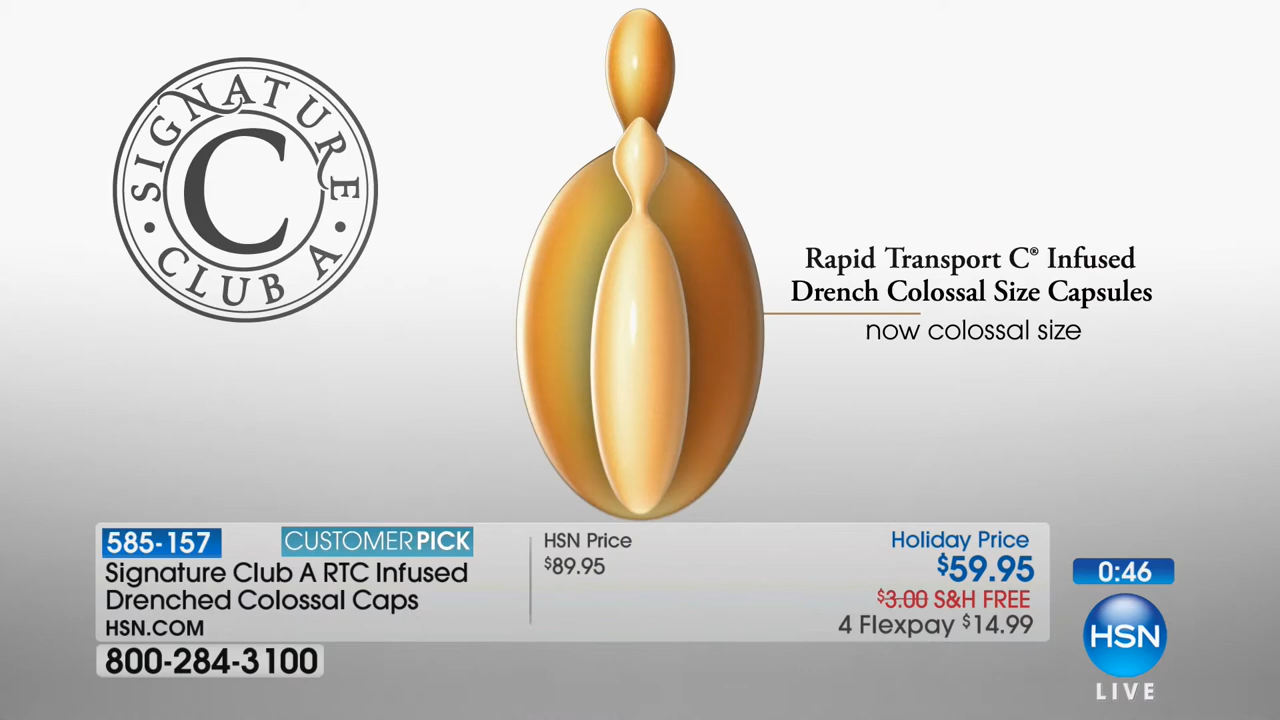 SIGNATURE
C
CLUB A
Rapid Transport C® Infused
Drench Colossal Size Capsules
now colossal size
585-157
CUSTOMER PICK
Signature Club A RTC Infused
Drenched Colossal Caps
HSN.COM
800-284-3100
HSN Price
$89.95
Holiday Price
$59.95
$3.00 S&H FREE
4 Flexpay $14.99
0:46
HSN
LIVE